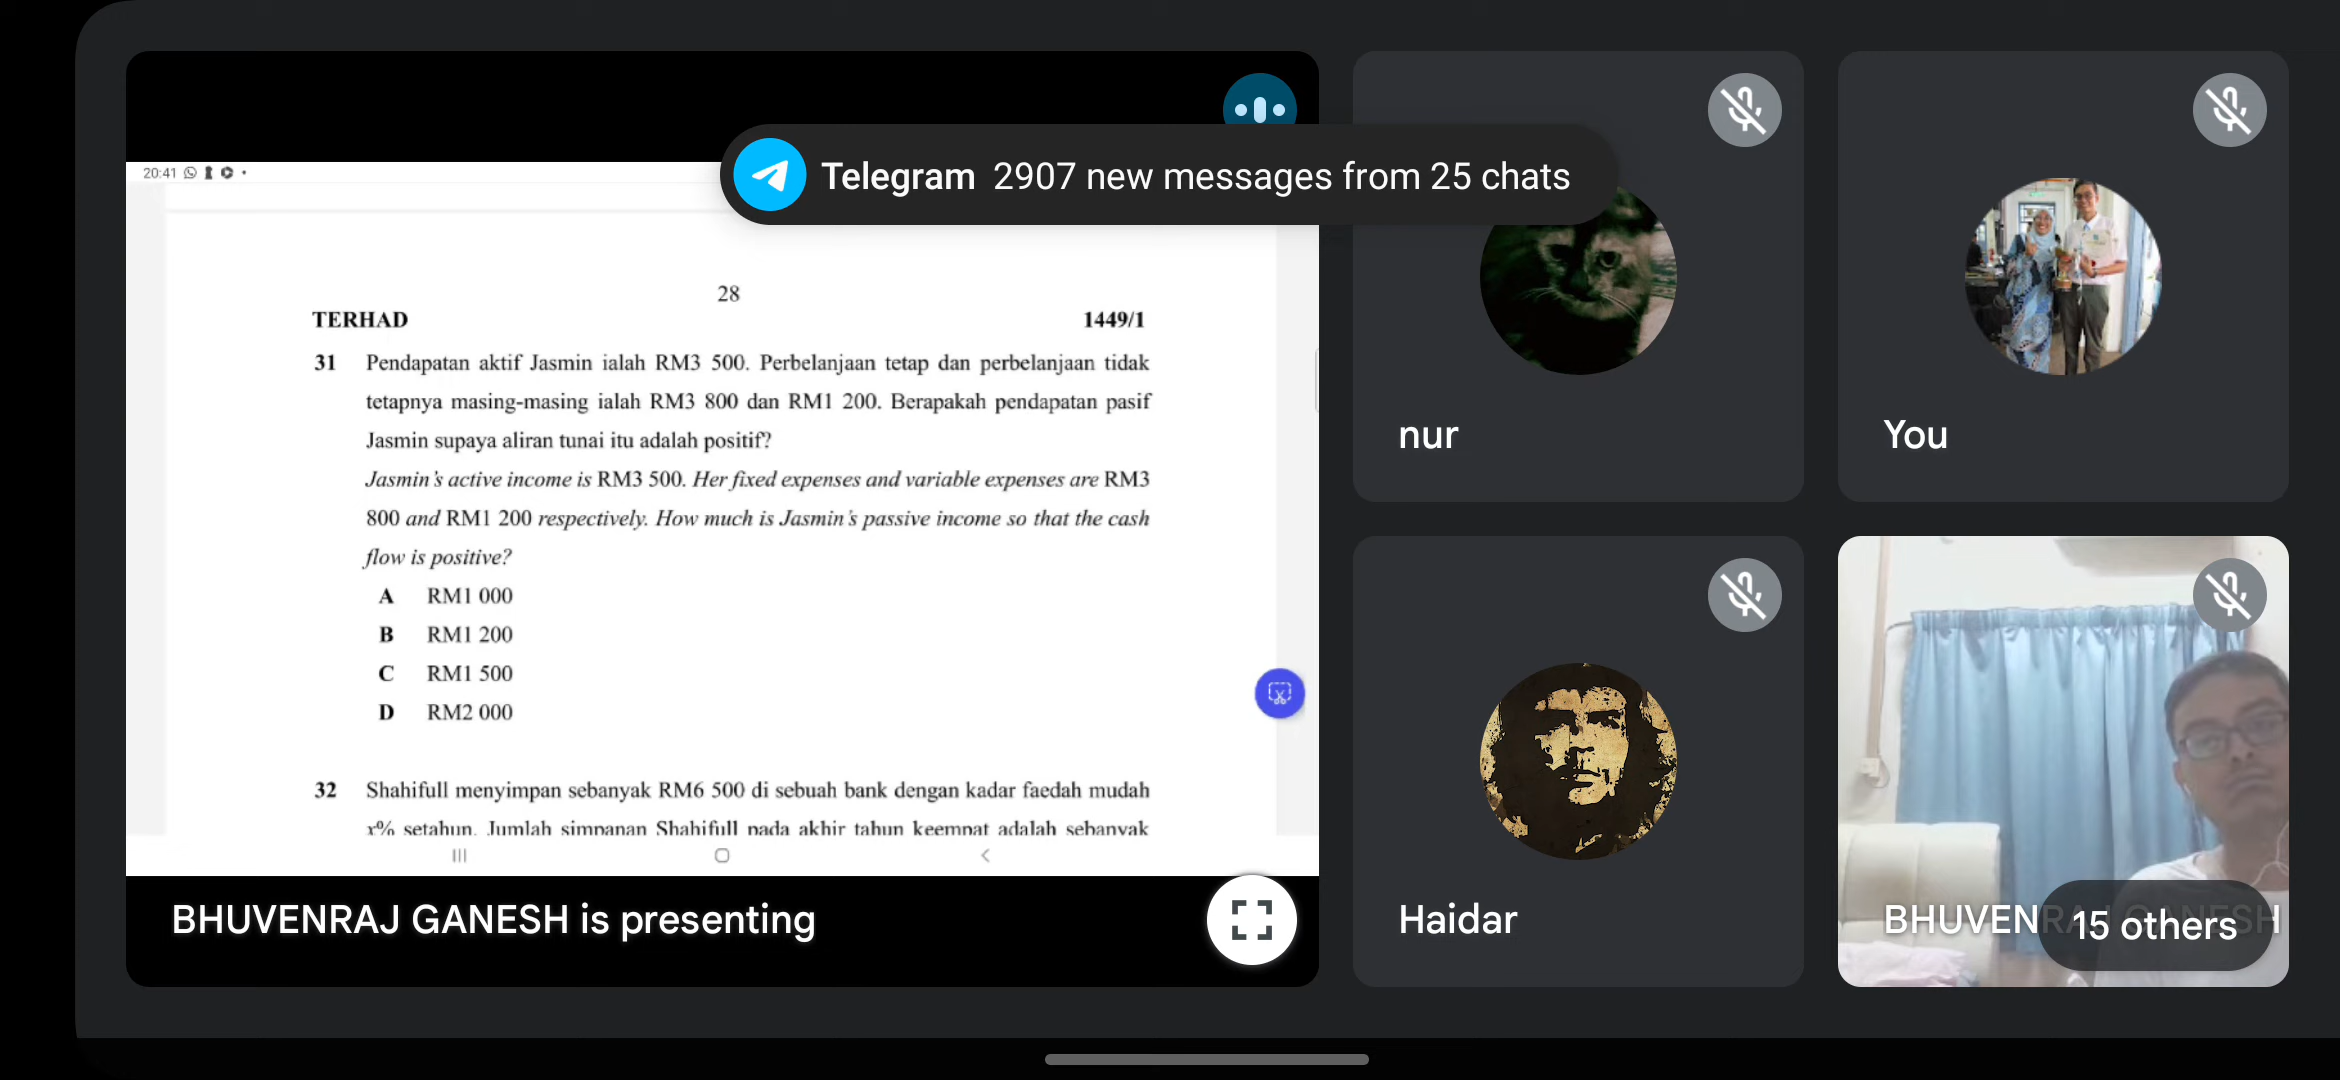 Telegram 2907 new messages from 25 chats
20:41
28
TERHAD 1449/1
31 Pendapatan aktif Jasmin ialah RM3 500. Perbelanjaan tetap dan perbelanjaan tidak
tetapnya masing-masing ialah RM3 800 dan RM1 200. Berapakah pendapatan pasif
Jasmin supaya aliran tunai itu adalah positif?
Jasmin's active income is RM3 500. Her fixed expenses and variable expenses are RM3
800 and RM1 200 respectively. How much is Jasmin's passive income so that the cash
flow is positive?
A RM1 000
B RM1 200
C RM1 500
D RM2 000
32 Shahifull menyimpan sebanyak RM6 500 di sebuah bank dengan kadar faedah mudah
x% setahun. Jumlah simpanan Shahifull pada akhir tahun keempat adalah sebanyak
BHUVENRAJ GANESH is presenting
nur
You
Haidar
BHUVENRAJ GANESH
15 others